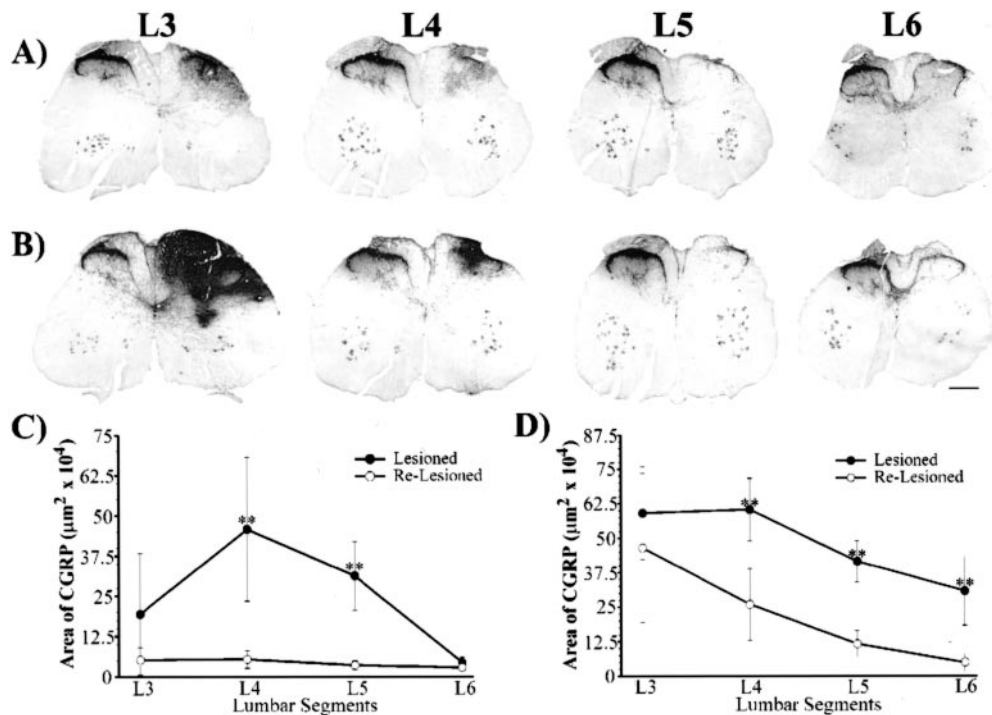 L3 L4 L5 L6
A)
B)
C)
75
62.5
50
37.5
25
12.5
0
Area of CGRP (μm² x 10⁴)
Lesioned
Re-Lesioned
**
**
L3 L4 L5 L6
Lumbar Segments
D)
87.5
75
62.5
50
37.5
25
12.5
0
Area of CGRP (μm² x 10⁴)
Lesioned
Re-Lesioned
**
**
**
L3 L4 L5 L6
Lumbar Segments